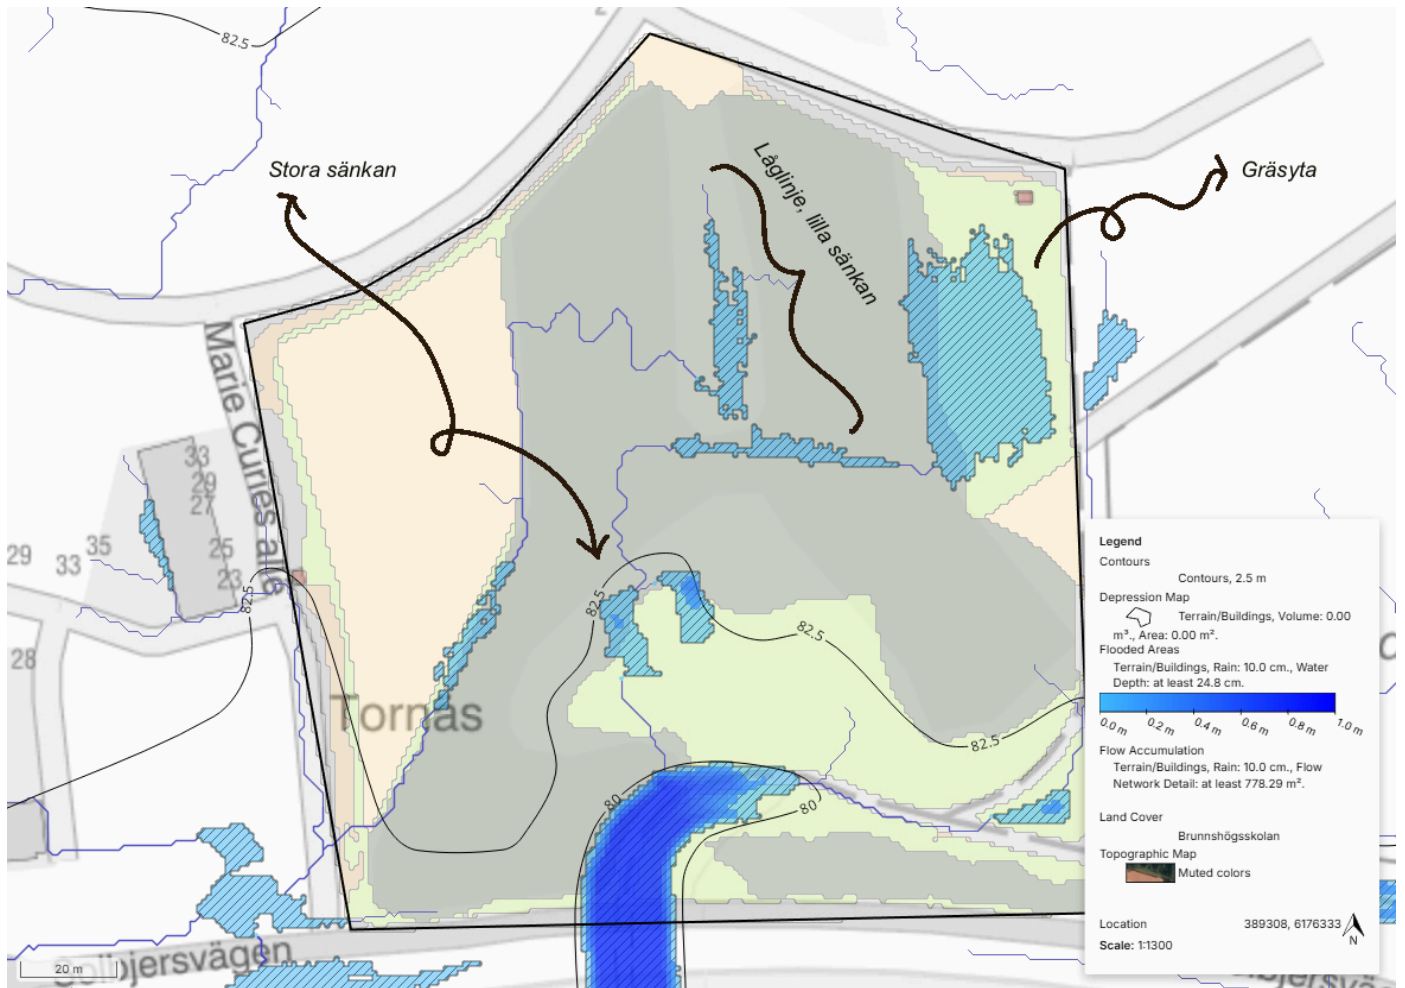 2
82.5
Stora sänkan
Låglinje, lilla sänkan
Gräsyta
Marie Curies allé
33
29
27
25
23
35
33
29
28
82.5
82.5
82.5
82.5
Tornås
80
80
Solbjersvägen
20 m
Legend
Contours
Contours, 2.5 m
Depression Map
Terrain/Buildings, Volume: 0.00
m³., Area: 0.00 m².
Flooded Areas
Terrain/Buildings, Rain: 10.0 cm., Water
Depth: at least 24.8 cm.
0.0 m 0.2 m 0.4 m 0.6 m 0.8 m 1.0 m
Flow Accumulation
Terrain/Buildings, Rain: 10.0 cm., Flow
Network Detail: at least 778.29 m².
Land Cover
Brunnshögsskolan
Topographic Map
Muted colors
Location 389308, 6176333
Scale: 1:1300
N